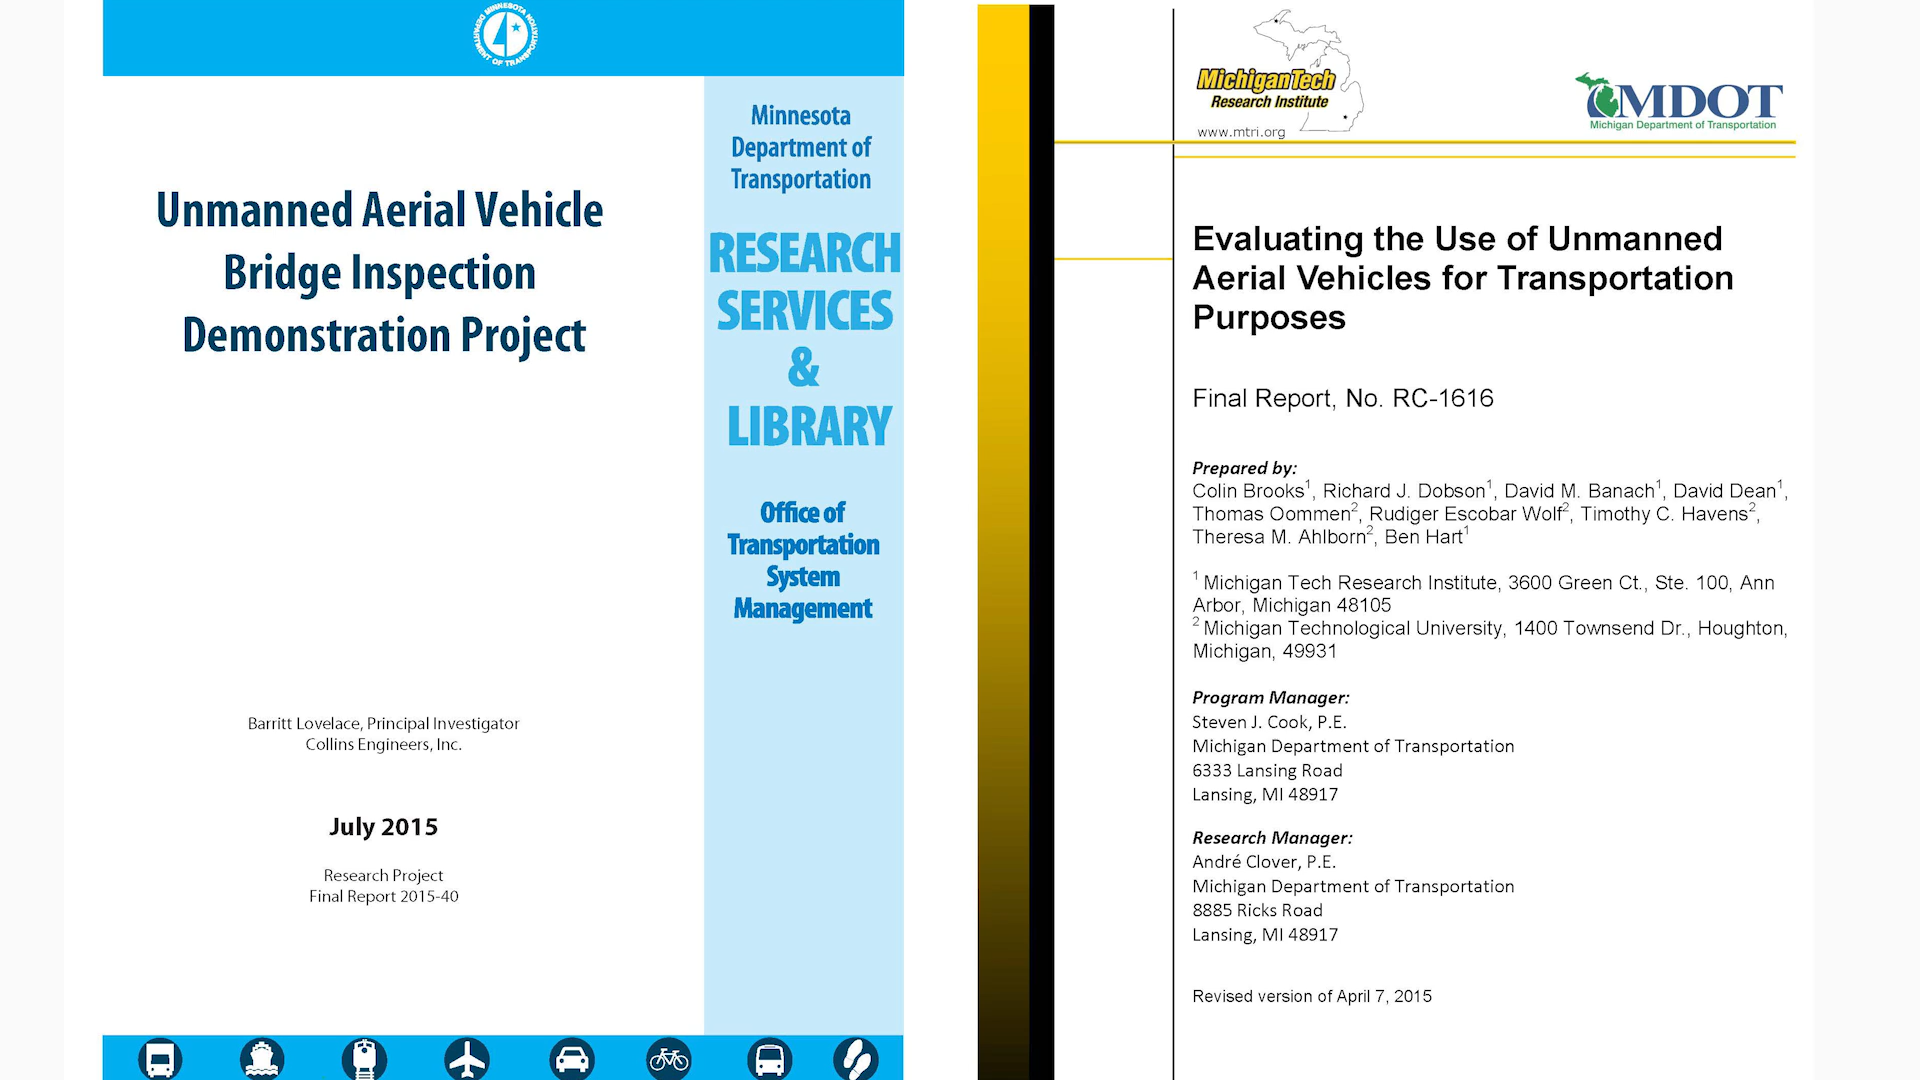 MINNESOTA DEPARTMENT OF TRANSPORTATION
Unmanned Aerial Vehicle
Bridge Inspection
Demonstration Project
Barritt Lovelace, Principal Investigator
Collins Engineers, Inc.
July 2015
Research Project
Final Report 2015-40
Minnesota
Department of
Transportation
RESEARCH
SERVICES
&
LIBRARY
Office of
Transportation
System
Management
MichiganTech
Research Institute
www.mtri.org
MDOT
Michigan Department of Transportation
Evaluating the Use of Unmanned
Aerial Vehicles for Transportation
Purposes
Final Report, No. RC-1616
Prepared by:
Colin Brooks¹, Richard J. Dobson¹, David M. Banach¹, David Dean¹,
Thomas Oommen², Rudiger Escobar Wolf², Timothy C. Havens²,
Theresa M. Ahlborn², Ben Hart¹
¹ Michigan Tech Research Institute, 3600 Green Ct., Ste. 100, Ann
Arbor, Michigan 48105
² Michigan Technological University, 1400 Townsend Dr., Houghton,
Michigan, 49931
Program Manager:
Steven J. Cook, P.E.
Michigan Department of Transportation
6333 Lansing Road
Lansing, MI 48917
Research Manager:
André Clover, P.E.
Michigan Department of Transportation
8885 Ricks Road
Lansing, MI 48917
Revised version of April 7, 2015